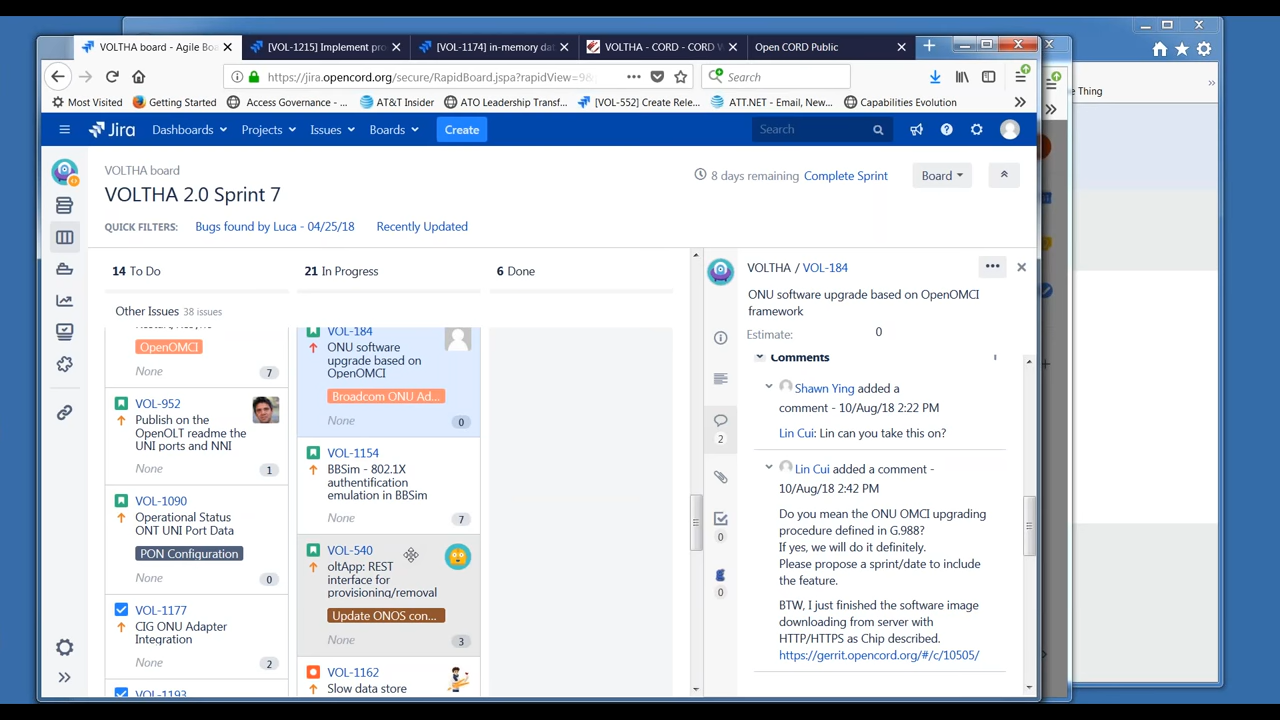 VOLTHA board - Agile Boa
[VOL-1215] Implement pro
[VOL-1174] in-memory dat
VOLTHA - CORD - CORD W
Open CORD Public
https://jira.opencord.org/secure/RapidBoard.jspa?rapidView=9&
Search
Most Visited
Getting Started
Access Governance - ...
AT&T Insider
ATO Leadership Transf...
[VOL-552] Create Rele...
ATT.NET - Email, New...
Capabilities Evolution
e Thing
Jira
Dashboards
Projects
Issues
Boards
Create
Search
VOLTHA board
VOLTHA 2.0 Sprint 7
8 days remaining
Complete Sprint
Board
QUICK FILTERS:
Bugs found by Luca - 04/25/18
Recently Updated
14 To Do
21 In Progress
6 Done
Other Issues 38 issues
OpenOMCI
None
7
VOL-952
Publish on the
OpenOLT readme the
UNI ports and NNI
None
1
VOL-1090
Operational Status
ONT UNI Port Data
PON Configuration
None
0
VOL-1177
CIG ONU Adapter
Integration
None
2
VOL-1193
VOL-184
ONU software
upgrade based on
OpenOMCI
Broadcom ONU Ad...
None
0
VOL-1154
BBSim - 802.1X
authentification
emulation in BBSim
None
7
VOL-540
oltApp: REST
interface for
provisioning/removal
Update ONOS con...
None
3
VOL-1162
Slow data store
VOLTHA / VOL-184
ONU software upgrade based on OpenOMCI
framework
Estimate:
0
Comments
Shawn Ying added a
comment - 10/Aug/18 2:22 PM
Lin Cui: Lin can you take this on?
Lin Cui added a comment -
10/Aug/18 2:42 PM
Do you mean the ONU OMCI upgrading
procedure defined in G.988?
If yes, we will do it definitely.
Please propose a sprint/date to include
the feature.
BTW, I just finished the software image
downloading from server with
HTTP/HTTPS as Chip described.
https://gerrit.opencord.org/#/c/10505/
2
0
0